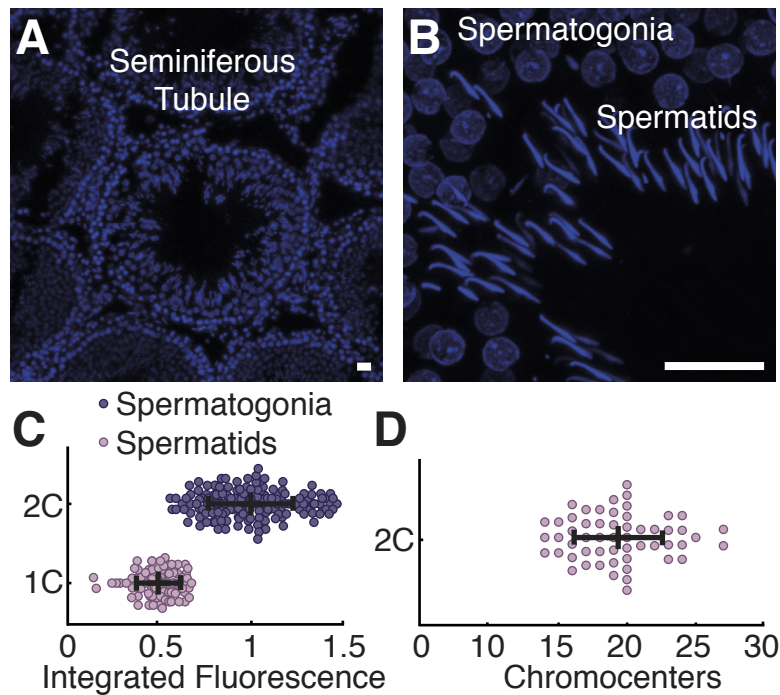 A
Seminiferous
Tubule
B
Spermatogonia
Spermatids
C
Spermatogonia
Spermatids
2C
1C
0 0.5 1 1.5
Integrated Fluorescence
D
2C
0 10 15 20 25 30
Chromocenters